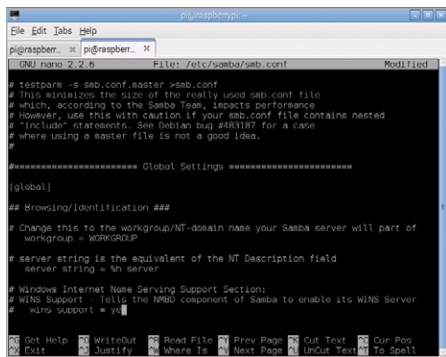 pi@raspberrypi: ~
File Edit Tabs Help
pi@raspberr... × pi@raspberr... ×
GNU nano 2.2.6 File: /etc/samba/smb.conf Modified
# testparm -s smb.conf.master >smb.conf
# This minimizes the size of the really used smb.conf file
# which, according to the Samba Team, impacts performance
# However, use this with caution if your smb.conf file contains nested
# "include" statements. See Debian bug #483187 for a case
# where using a master file is not a good idea.
#
#======================= Global Settings =======================
[global]
## Browsing/Identification ###
# Change this to the workgroup/NT-domain name your Samba server will part of
workgroup = WORKGROUP
# server string is the equivalent of the NT Description field
server string = %h server
# Windows Internet Name Serving Support Section:
# WINS Support - Tells the NMBD component of Samba to enable its WINS Server
# wins support = ye
^G Get Help ^O WriteOut ^R Read File ^Y Prev Page ^K Cut Text ^C Cur Pos
^X Exit ^J Justify ^W Where Is ^V Next Page ^U UnCut Text ^T To Spell